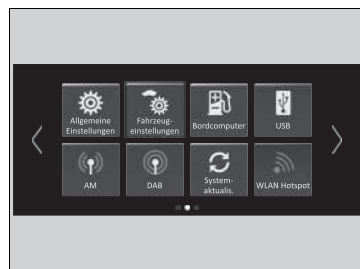 Allgemeine
Einstellungen
Fahrzeug-
einstellungen
Bordcomputer
USB
AM
DAB
System-
aktualis.
WLAN Hotspot